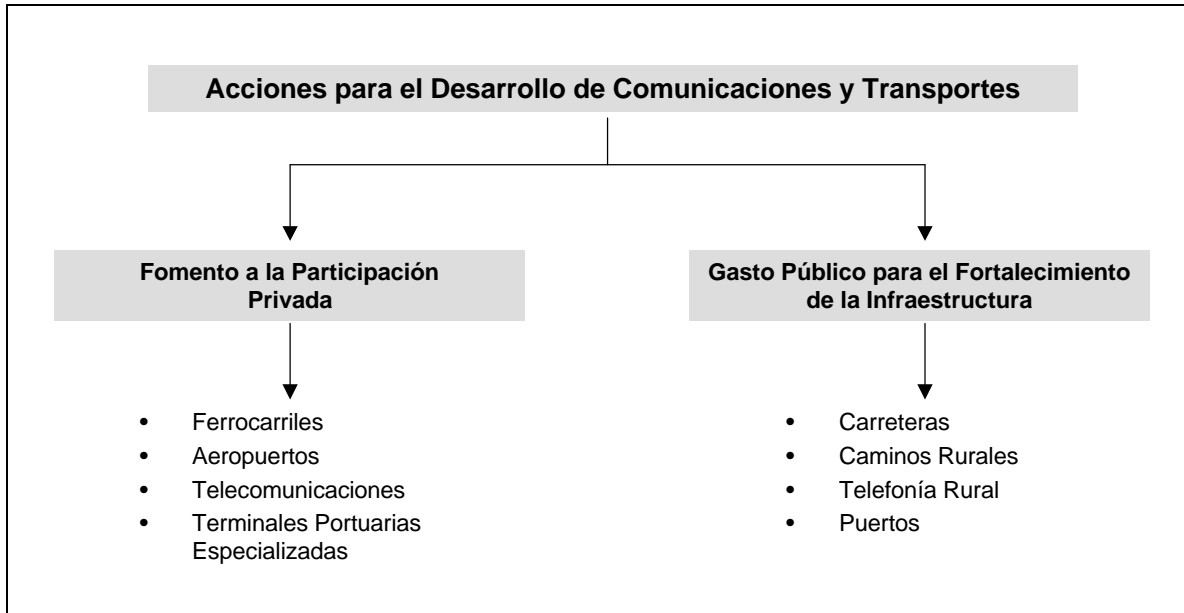 Acciones para el Desarrollo de Comunicaciones y Transportes
Fomento a la Participación
Privada
• Ferrocarriles
• Aeropuertos
• Telecomunicaciones
• Terminales Portuarias
Especializadas
Gasto Público para el Fortalecimiento
de la Infraestructura
• Carreteras
• Caminos Rurales
• Telefonía Rural
• Puertos